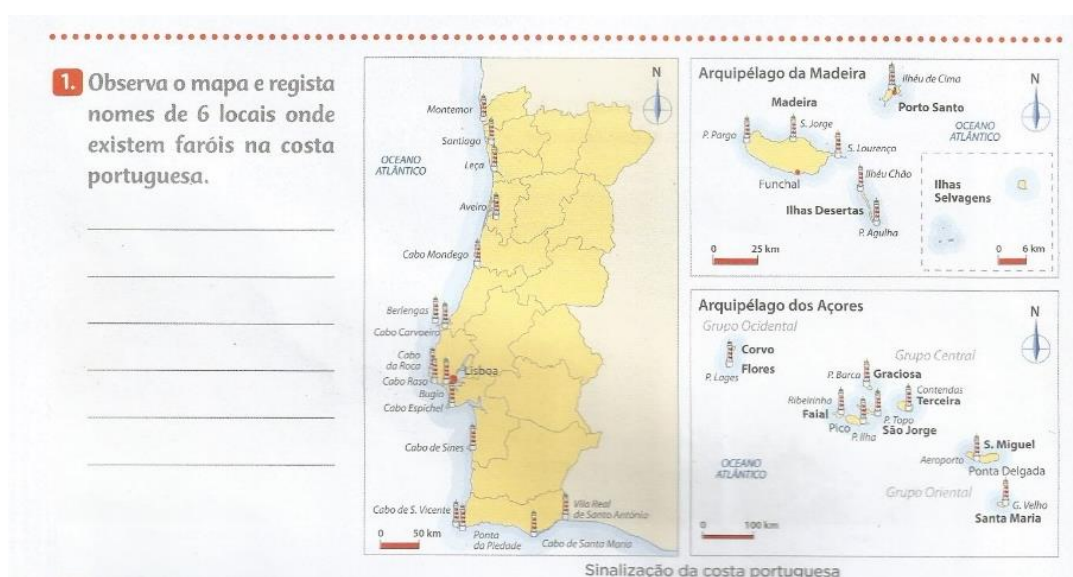 1. Observa o mapa e regista
nomes de 6 locais onde
existem faróis na costa
portuguesa.
N
Montemor
Santiago
Leça
OCEANO
ATLÂNTICO
Aveiro
Cabo Mondego
Berlengas
Cabo Carvoeiro
Cabo
da Roca
Lisboa
Cabo Raso
Bugio
Cabo Espichel
Cabo de Sines
Cabo de S. Vicente
Vila Real
de Santo António
0 50 km
Ponta
da Piedade
Cabo de Santa Maria
Arquipélago da Madeira
Ilhéu de Cima
N
Madeira
Porto Santo
P. Pargo
S. Jorge
OCEANO
ATLÂNTICO
S. Lourenço
Funchal
Ilhéu Chão
Ilhas
Selvagens
Ilhas Desertas
P. Agulha
0 25 km
0 6 km
Arquipélago dos Açores
N
Grupo Ocidental
Corvo
Flores
P. Lages
Grupo Central
P. Barca
Graciosa
Contendas
Terceira
Ribeirinha
Faial
P. Topo
Pico
P. Ilha
São Jorge
OCEANO
ATLÂNTICO
S. Miguel
Aeroporto
Ponta Delgada
Grupo Oriental
G. Velho
Santa Maria
0 100 km
Sinalização da costa portuguesa